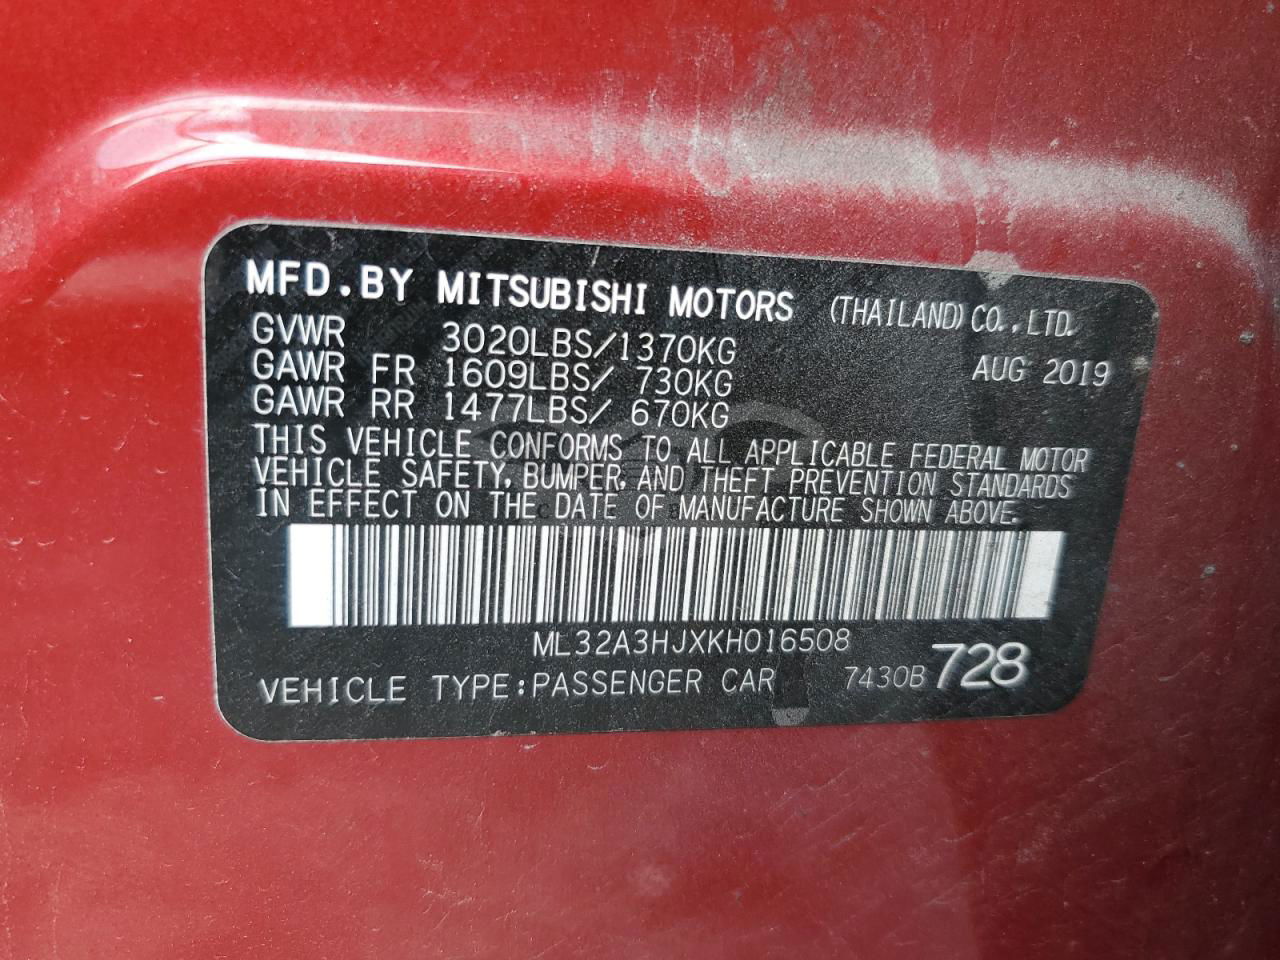 MFD.BY MITSUBISHI MOTORS (THAILAND) CO.,LTD.
GVWR 3020LBS/1370KG
GAWR FR 1609LBS/ 730KG AUG 2019
GAWR RR 1477LBS/ 670KG
THIS VEHICLE CONFORMS TO ALL APPLICABLE FEDERAL MOTOR
VEHICLE SAFETY, BUMPER, AND THEFT PREVENTION STANDARDS
IN EFFECT ON THE DATE OF MANUFACTURE SHOWN ABOVE.
ML32A3HJXKH016508
VEHICLE TYPE:PASSENGER CAR 7430B 728